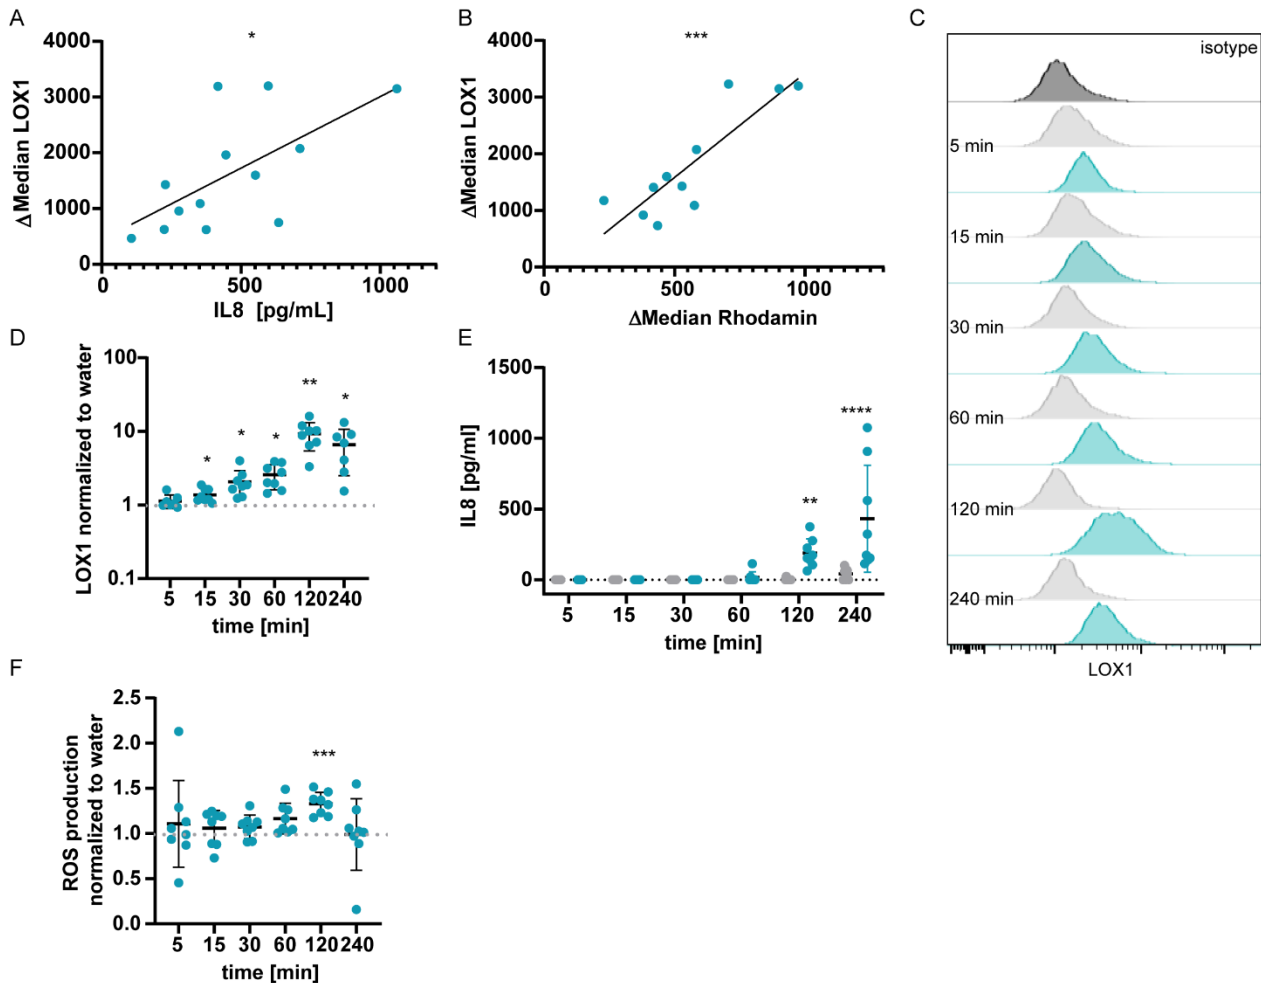 A
*
4000
3000
2000
1000
0
ΔMedian LOX1
0
500
1000
IL8 [pg/mL]
B
***
4000
3000
2000
1000
0
ΔMedian LOX1
0
500
1000
ΔMedian Rhodamin
C
isotype
5 min
15 min
30 min
60 min
120 min
240 min
LOX1
D
LOX1 normalized to water
100
10
1
0.1
*
*
*
**
*
5
15
30
60
120
240
time [min]
E
IL8 [pg/ml]
1500
1000
500
0
**
****
5
15
30
60
120
240
time [min]
F
ROS production
normalized to water
2.5
2.0
1.5
1.0
0.5
0.0
***
5
15
30
60
120
240
time [min]